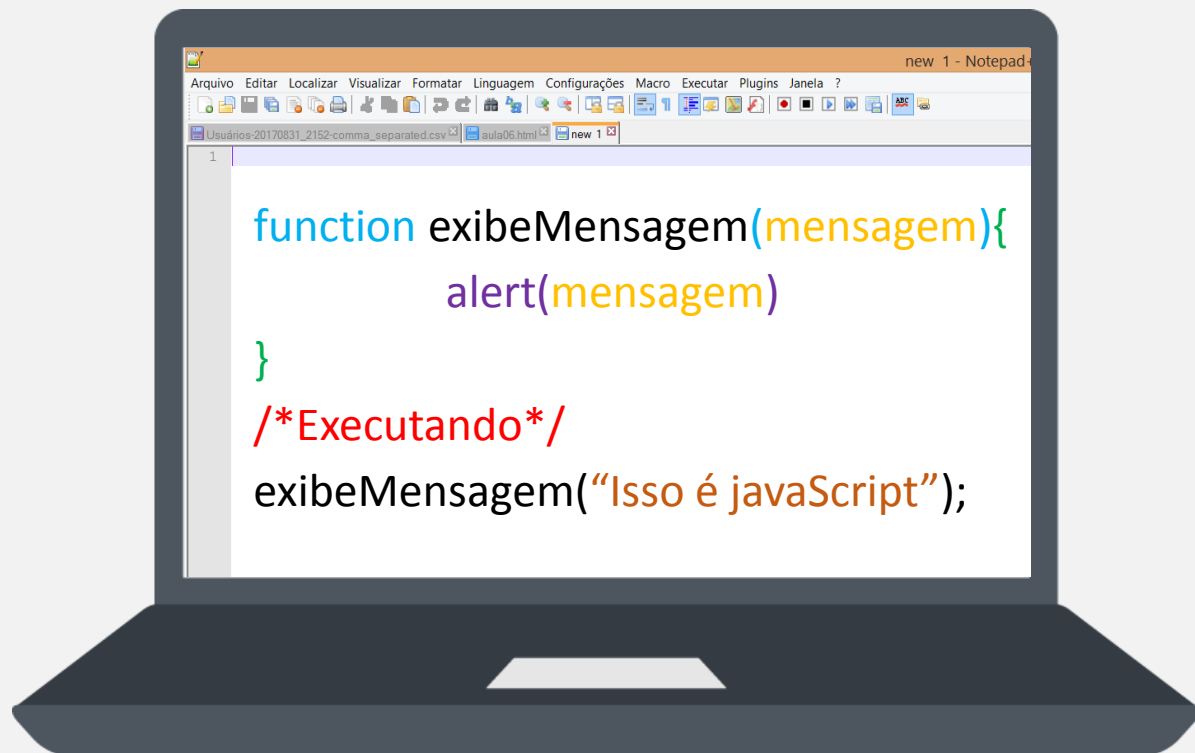 new 1 - Notepad+
Arquivo Editar Localizar Visualizar Formatar Linguagem Configurações Macro Executar Plugins Janela ?
ABC
Usuários-20170831_2152-comma_separated.csv aula06.html new 1
1
function exibeMensagem(mensagem){
alert(mensagem)
}
/*Executando*/
exibeMensagem(“Isso é javaScript”);